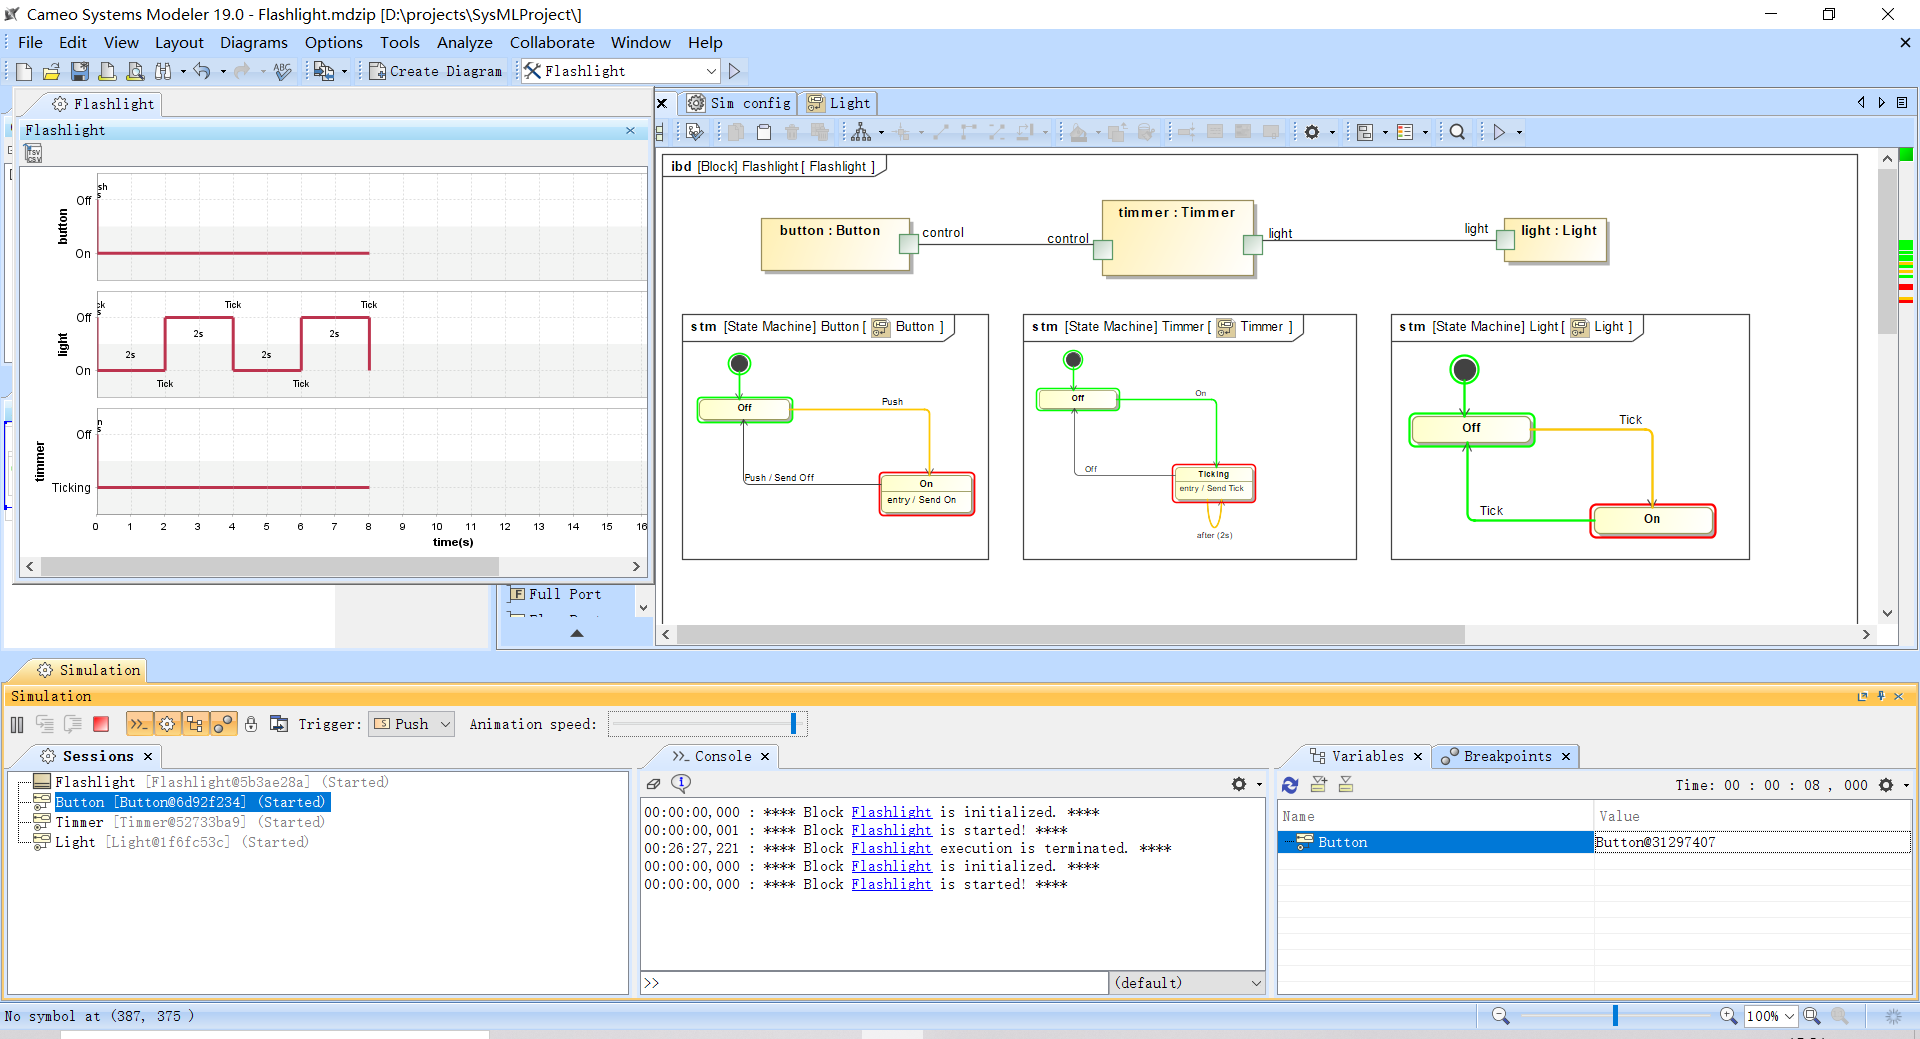 Cameo Systems Modeler 19.0 - Flashlight.mdzip [D:\projects\SysMLProject\]
File Edit View Layout Diagrams Options Tools Analyze Collaborate Window Help
Create Diagram Flashlight
Flashlight
Flashlight
TSV
CSV
sh
s
Off
On
button
ck
s
Tick Tick
Off
2s 2s
2s 2s
On
Tick Tick
light
n
s
Off
Ticking
timmer
0 1 2 3 4 5 6 7 8 9 10 11 12 13 14 15 16
time(s)
Sim config Light
ibd [Block] Flashlight [ Flashlight ]
button : Button
control
control
timmer : Timmer
light
light
light : Light
stm [State Machine] Button [ Button ]
Off
Push
Push / Send Off
On
entry / Send On
stm [State Machine] Timmer [ Timmer ]
Off
On
Off
Ticking
entry / Send Tick
after (2s)
stm [State Machine] Light [ Light ]
Off
Tick
Tick
On
Full Port
Simulation
Simulation
Trigger: Push Animation speed:
Sessions
Flashlight [Flashlight@5b3ae28a] (Started)
Button [Button@6d92f234] (Started)
Timmer [Timmer@52733ba9] (Started)
Light [Light@1f6fc53c] (Started)
Console
00:00:00,000 : **** Block Flashlight is initialized. ****
00:00:00,001 : **** Block Flashlight is started! ****
00:26:27,221 : **** Block Flashlight execution is terminated. ****
00:00:00,000 : **** Block Flashlight is initialized. ****
00:00:00,000 : **** Block Flashlight is started! ****
>> (default)
Variables Breakpoints
Time: 00 : 00 : 08 , 000
Name Value
Button Button@31297407
No symbol at (387, 375 )
100%